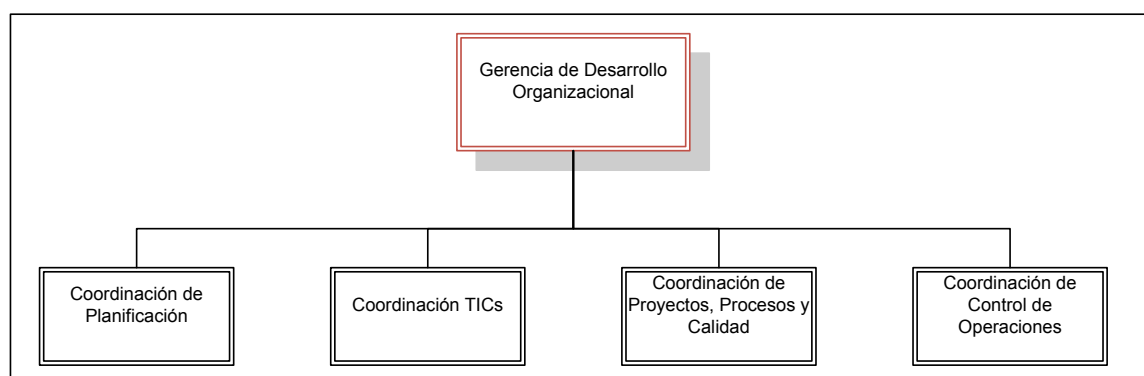 Gerencia de Desarrollo
Organizacional
Coordinación de
Planificación
Coordinación TICs
Coordinación de
Proyectos, Procesos y
Calidad
Coordinación de
Control de
Operaciones